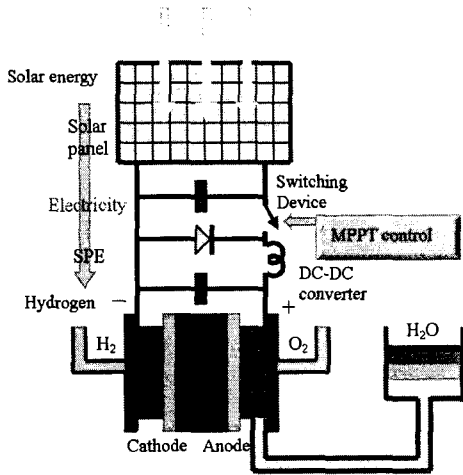 Solar energy
Solar
panel
Switching
Device
Electricity
MPPT control
SPE
DC-DC
converter
Hydrogen
−
+
H₂
O₂
H₂O
Cathode
Anode